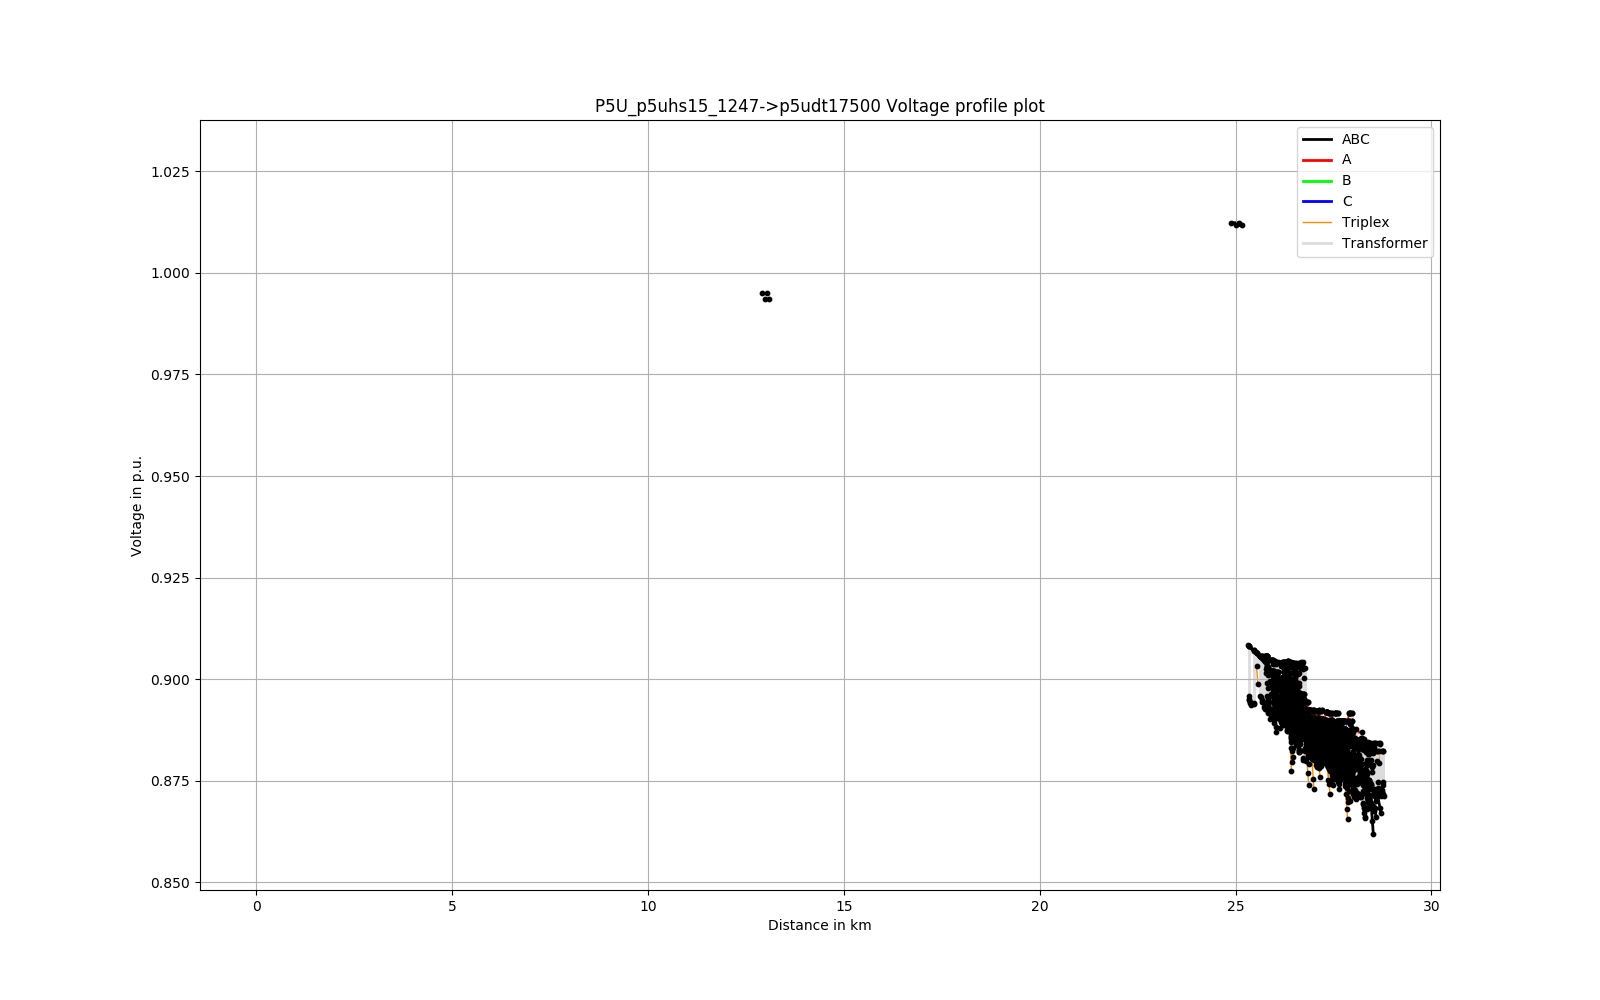 P5U_p5uhs15_1247->p5udt17500 Voltage profile plot
ABC
A
B
C
Triplex
Transformer
1.025
1.000
0.975
0.950
0.925
0.900
0.875
0.850
Voltage in p.u.
0 5 10 15 20 25 30
Distance in km